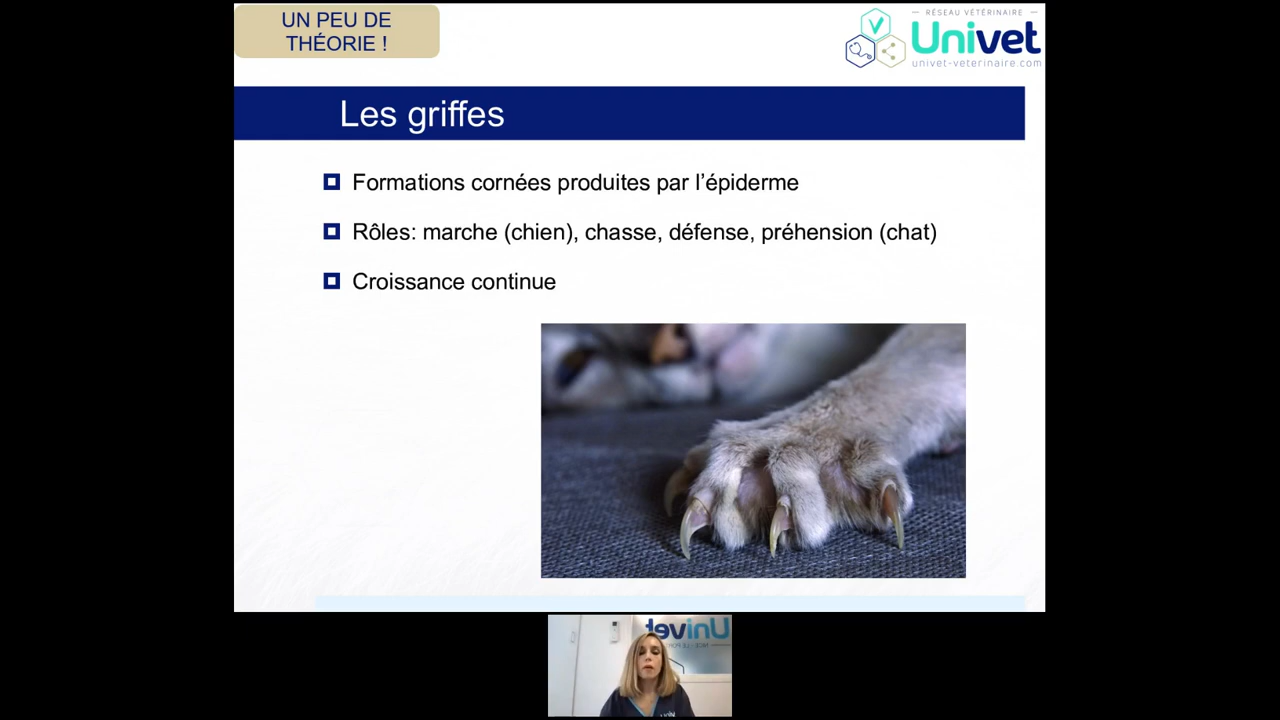 UN PEU DE
THÉORIE !
RÉSEAU VÉTÉRINAIRE
Univet
univet-veterinaire.com
Les griffes
Formations cornées produites par l’épiderme
Rôles: marche (chien), chasse, défense, préhension (chat)
Croissance continue
Univet